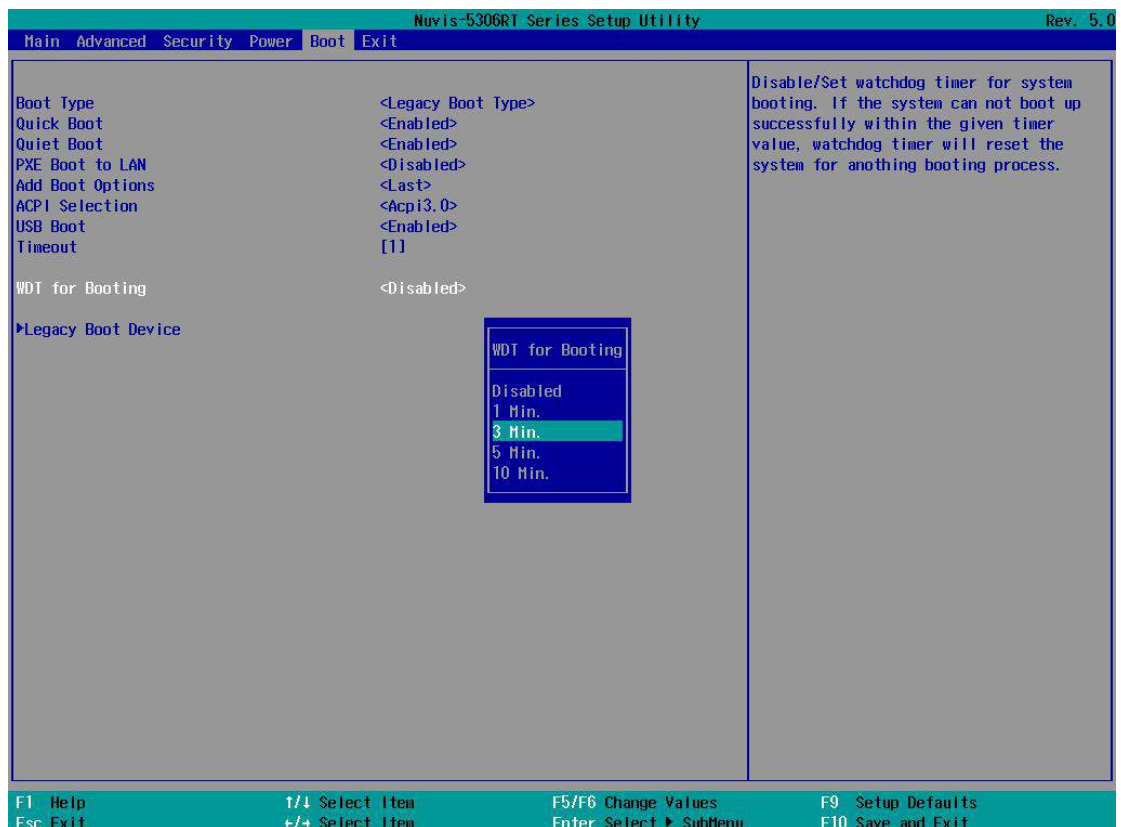 Nuvis-5306RT Series Setup Utility Rev. 5.0
Main Advanced Security Power Boot Exit
Boot Type <Legacy Boot Type>
Quick Boot <Enabled>
Quiet Boot <Enabled>
PXE Boot to LAN <Disabled>
Add Boot Options <Last>
ACPI Selection <Acpi3.0>
USB Boot <Enabled>
Timeout [1]
WDT for Booting <Disabled>
▶Legacy Boot Device
WDT for Booting
Disabled
1 Min.
3 Min.
5 Min.
10 Min.
Disable/Set watchdog timer for system
booting. If the system can not boot up
successfully within the given timer
value, watchdog timer will reset the
system for anothing booting process.
F1 Help ↑/↓ Select Item F5/F6 Change Values F9 Setup Defaults
Esc Exit ←/→ Select Item Enter Select ▶ SubMenu F10 Save and Exit